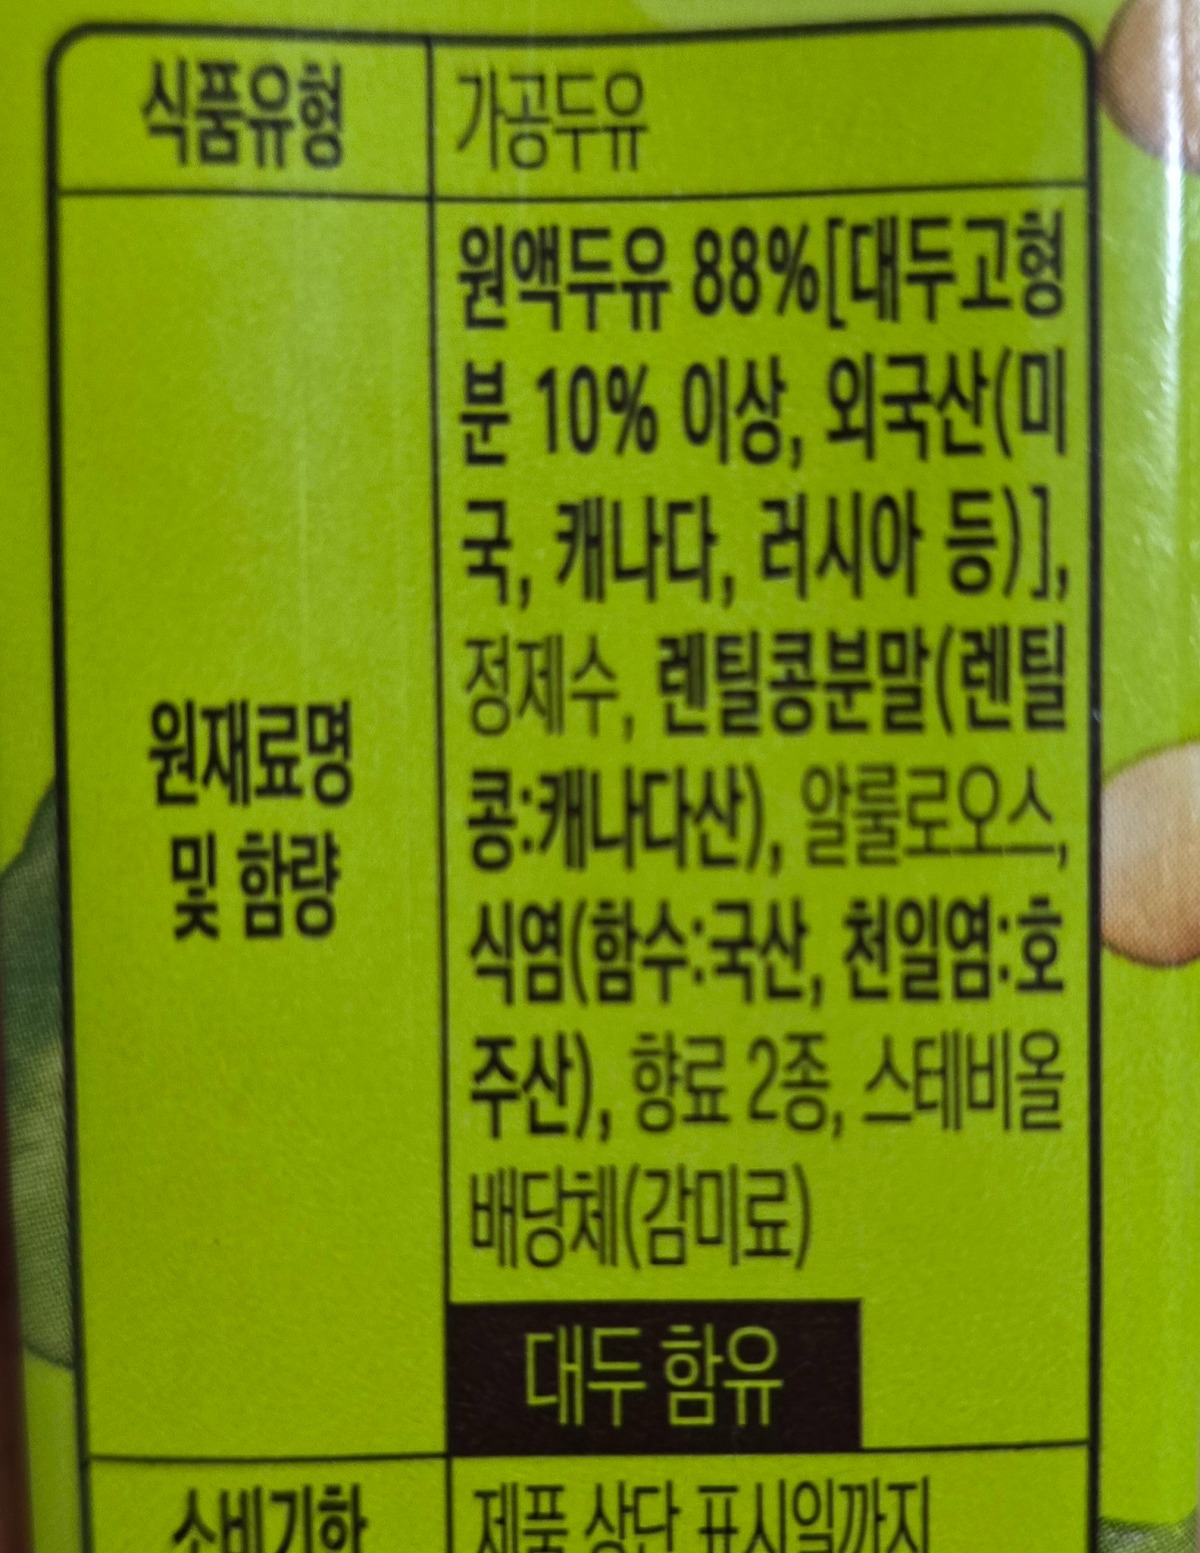 식품유형
가공두유
원재료명
및 함량
원액두유 88%[대두고형
분 10% 이상, 외국산(미
국, 캐나다, 러시아 등)],
정제수, 렌틸콩분말(렌틸
콩:캐나다산), 알룰로오스,
식염(함수:국산, 천일염:호
주산), 향료 2종, 스테비올
배당체(감미료)
대두 함유
소비기한
제품 상단 표시일까지